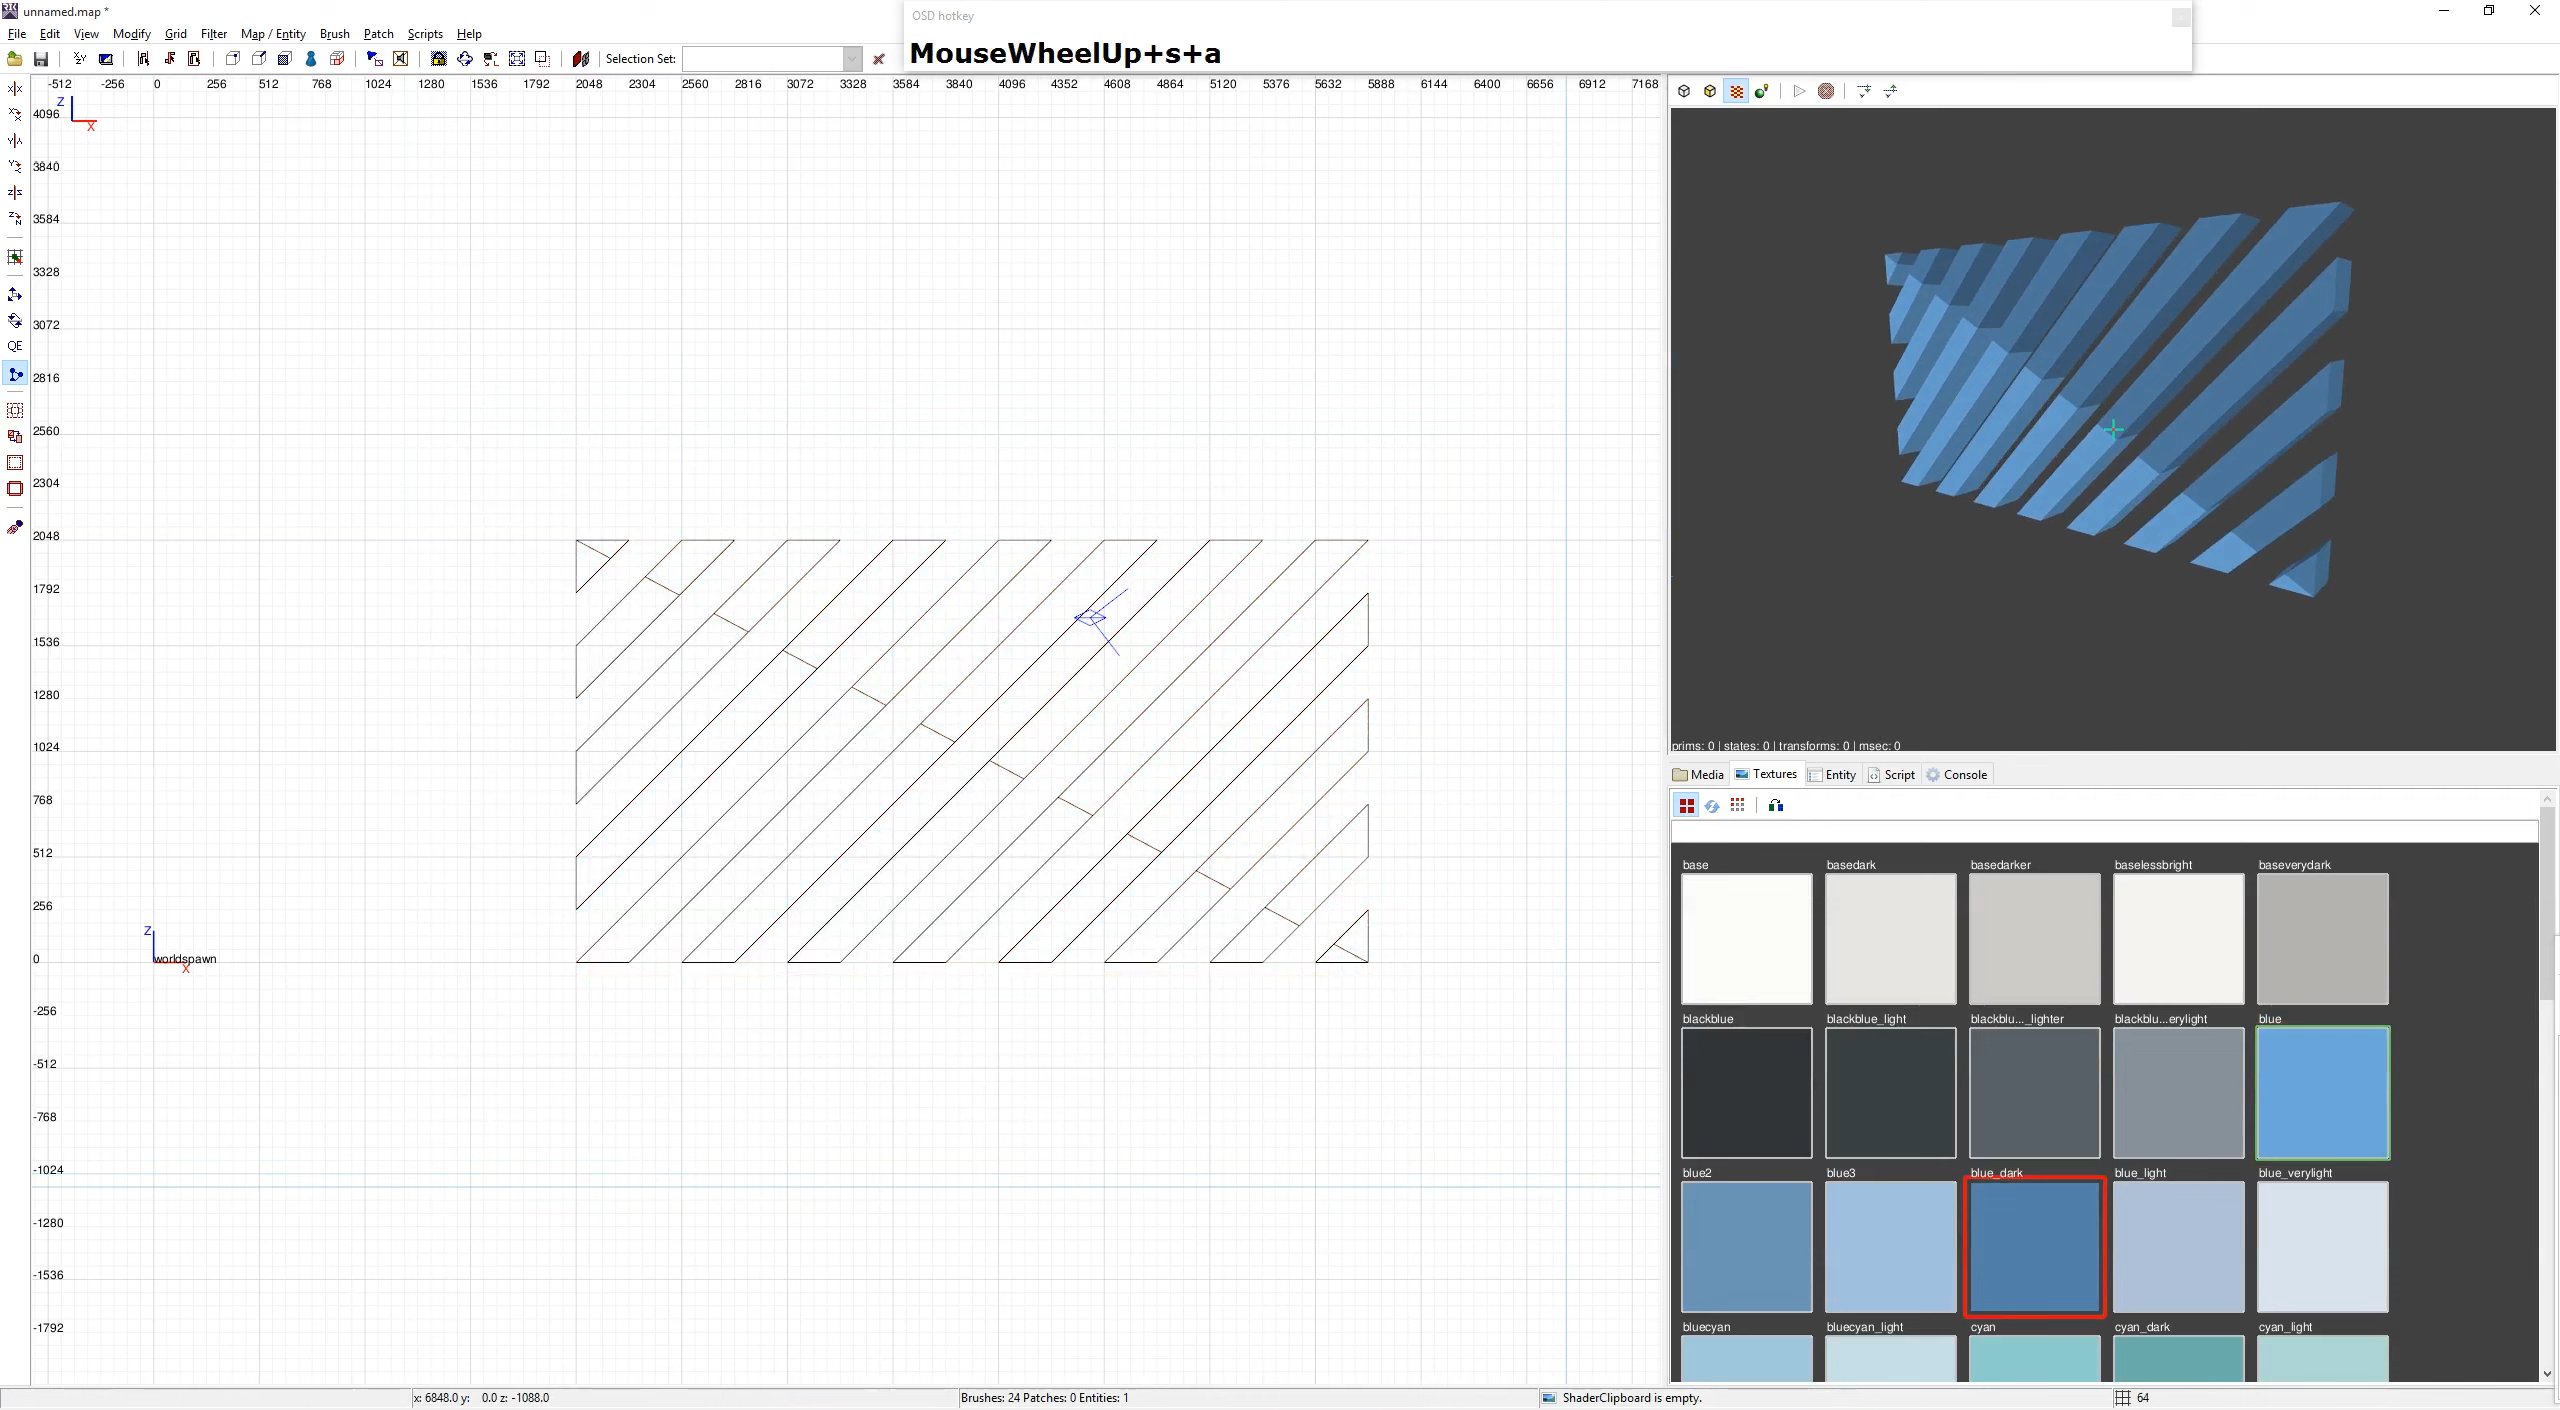 unnamed.map *
OSD hotkey
File Edit View Modify Grid Filter Map / Entity Brush Patch Scripts Help
MouseWheelUp+s+a
Selection Set:
-512 -256 0 256 512 768 1024 1280 1536 1792 2048 2304 2560 2816 3072 3328 3584 3840 4096 4352 4608 4864 5120 5376 5632 5888 6144 6400 6656 6912 7168
Z
X
4096
3840
3584
3328
3072
2816
2560
2304
2048
1792
1536
1280
1024
768
512
256
Z
0
worldspawn
X
-256
-512
-768
-1024
-1280
-1536
-1792
QE
prims: 0 | states: 0 | transforms: 0 | msec: 0
Media Textures Entity Script Console
base basedark basedarker baselessbright baseverydark
blackblue blackblue_light blackblu..._lighter blackblu...erylight blue
blue2 blue3 blue_dark blue_light blue_verylight
bluecyan bluecyan_light cyan cyan_dark cyan_light
x: 6848.0 y: 0.0 z: -1088.0
Brushes: 24 Patches: 0 Entities: 1
ShaderClipboard is empty.
64